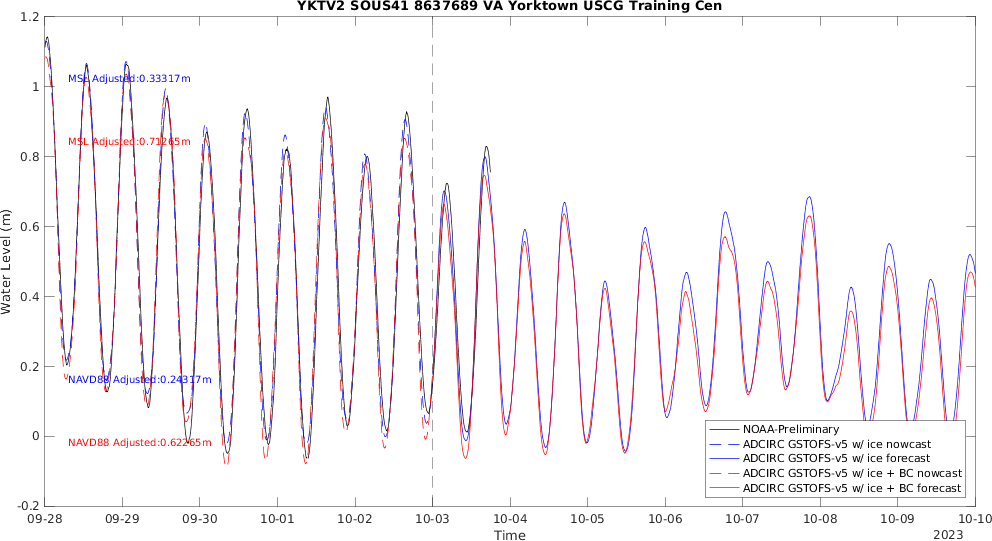 YKTV2 SOUS41 8637689 VA Yorktown USCG Training Cen
1.2
1
0.8
0.6
0.4
0.2
0
-0.2
Water Level (m)
MSL Adjusted:0.33317m
MSL Adjusted:0.71265m
NAVD88 Adjusted:0.24317m
NAVD88 Adjusted:0.62265m
NOAA-Preliminary
ADCIRC GSTOFS-v5 w/ ice nowcast
ADCIRC GSTOFS-v5 w/ ice forecast
ADCIRC GSTOFS-v5 w/ ice + BC nowcast
ADCIRC GSTOFS-v5 w/ ice + BC forecast
09-28 09-29 09-30 10-01 10-02 10-03 10-04 10-05 10-06 10-07 10-08 10-09 10-10
Time
2023